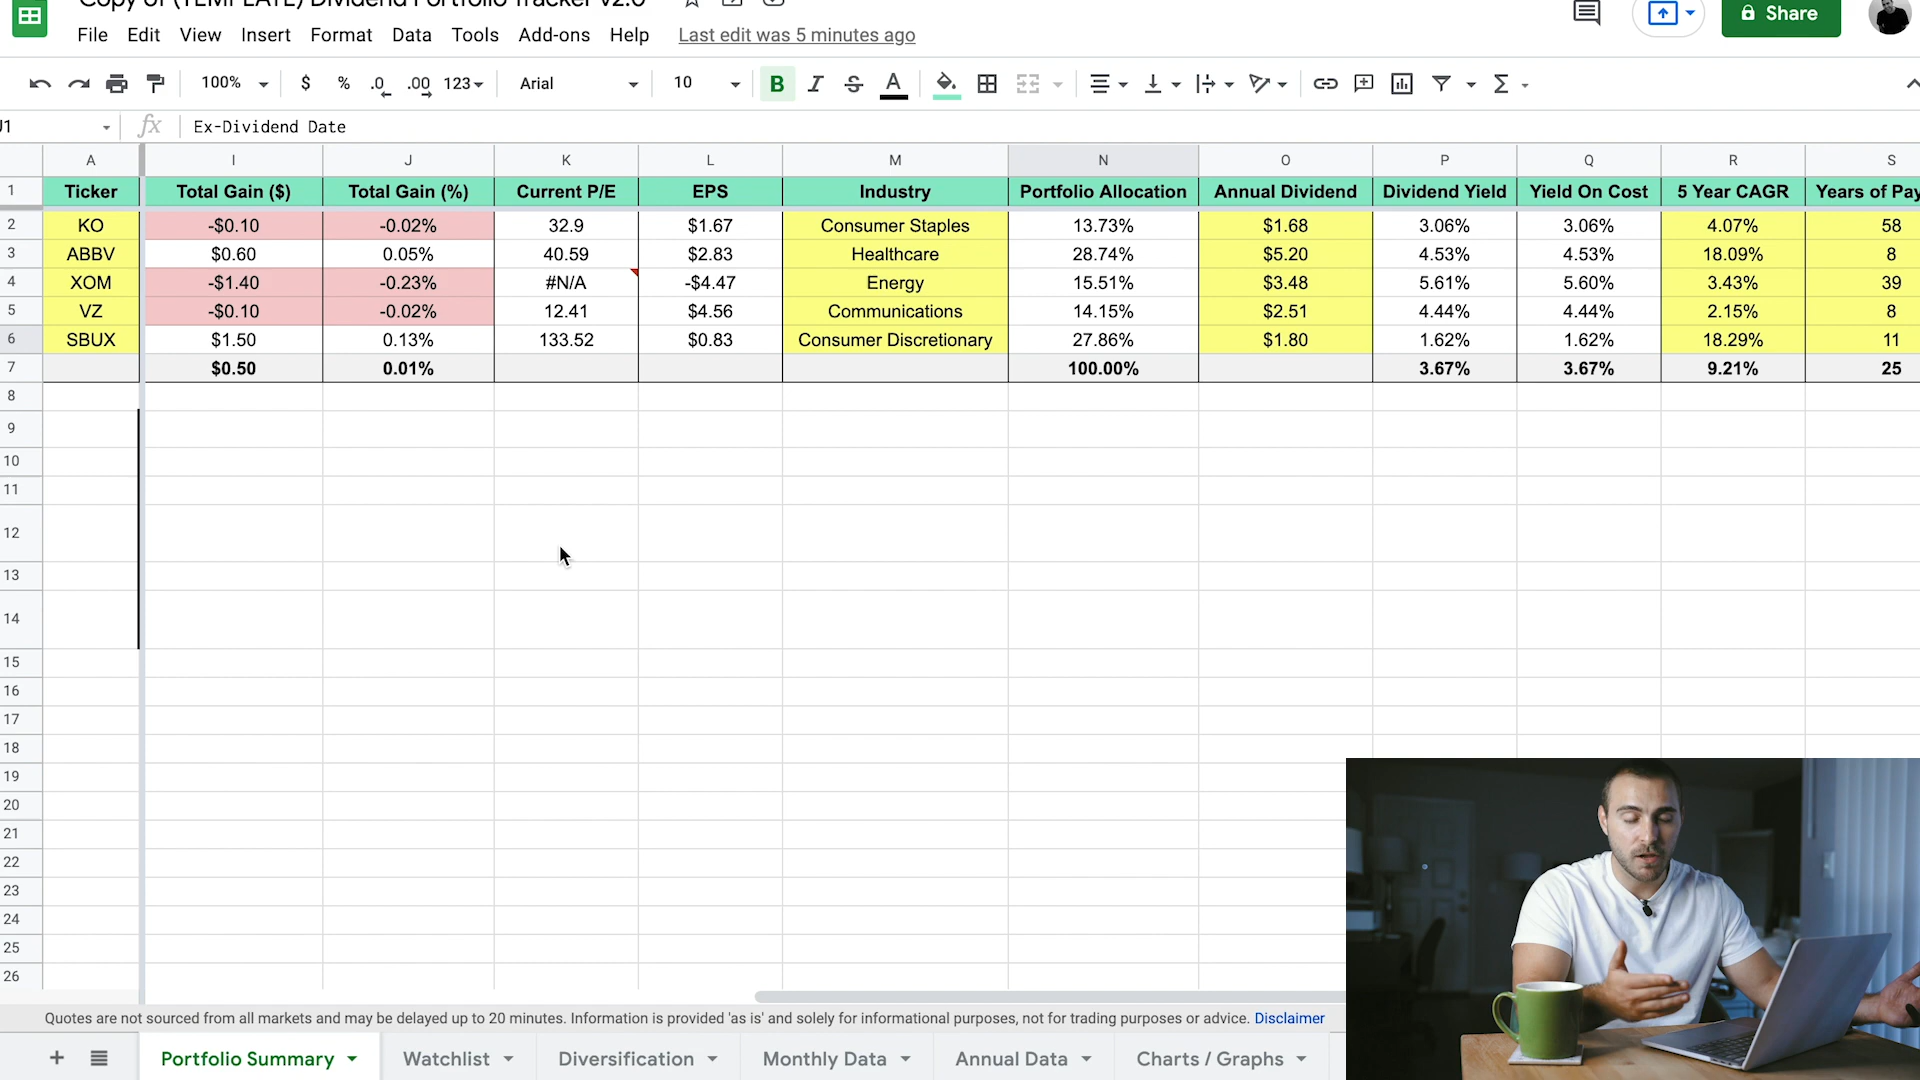 Copy of (TEMPLATE) Dividend Portfolio Tracker v2.0
File Edit View Insert Format Data Tools Add-ons Help Last edit was 5 minutes ago
Share
100% $ % .0 .00 123 Arial 10 B I S A
J1 fx Ex-Dividend Date
A I J K L M N O P Q R S
1 Ticker Total Gain ($) Total Gain (%) Current P/E EPS Industry Portfolio Allocation Annual Dividend Dividend Yield Yield On Cost 5 Year CAGR Years of Pay
2 KO -$0.10 -0.02% 32.9 $1.67 Consumer Staples 13.73% $1.68 3.06% 3.06% 4.07% 58
3 ABBV $0.60 0.05% 40.59 $2.83 Healthcare 28.74% $5.20 4.53% 4.53% 18.09% 8
4 XOM -$1.40 -0.23% #N/A -$4.47 Energy 15.51% $3.48 5.61% 5.60% 3.43% 39
5 VZ -$0.10 -0.02% 12.41 $4.56 Communications 14.15% $2.51 4.44% 4.44% 2.15% 8
6 SBUX $1.50 0.13% 133.52 $0.83 Consumer Discretionary 27.86% $1.80 1.62% 1.62% 18.29% 11
7 $0.50 0.01% 100.00% 3.67% 3.67% 9.21% 25
8
9
10
11
12
13
14
15
16
17
18
19
20
21
22
23
24
25
26
Quotes are not sourced from all markets and may be delayed up to 20 minutes. Information is provided 'as is' and solely for informational purposes, not for trading purposes or advice. Disclaimer
Portfolio Summary Watchlist Diversification Monthly Data Annual Data Charts / Graphs